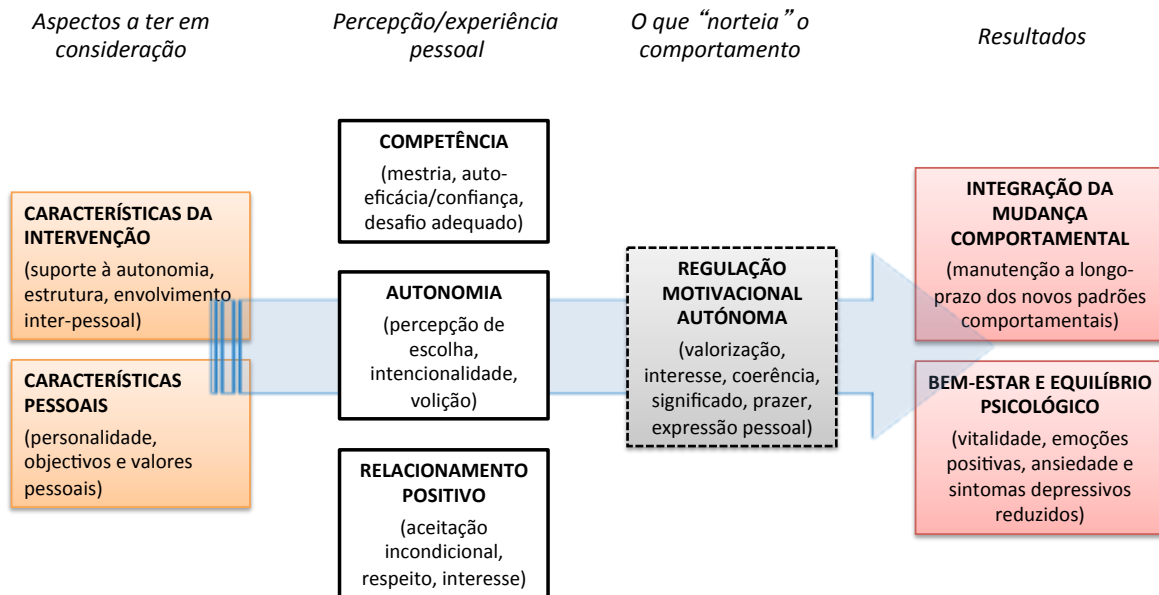 Aspectos a ter em
consideração
Percepção/experiência
pessoal
O que “norteia” o
comportamento
Resultados
CARACTERÍSTICAS DA
INTERVENÇÃO
(suporte à autonomia,
estrutura, envolvimento
inter-pessoal)
CARACTERÍSTICAS
PESSOAIS
(personalidade,
objectivos e valores
pessoais)
COMPETÊNCIA
(mestria, auto-
eficácia/confiança,
desafio adequado)
AUTONOMIA
(percepção de
escolha,
intencionalidade,
volição)
RELACIONAMENTO
POSITIVO
(aceitação
incondicional,
respeito, interesse)
REGULAÇÃO
MOTIVACIONAL
AUTÓNOMA
(valorização,
interesse, coerência,
significado, prazer,
expressão pessoal)
INTEGRAÇÃO DA
MUDANÇA
COMPORTAMENTAL
(manutenção a longo-
prazo dos novos padrões
comportamentais)
BEM-ESTAR E EQUILÍBRIO
PSICOLÓGICO
(vitalidade, emoções
positivas, ansiedade e
sintomas depressivos
reduzidos)